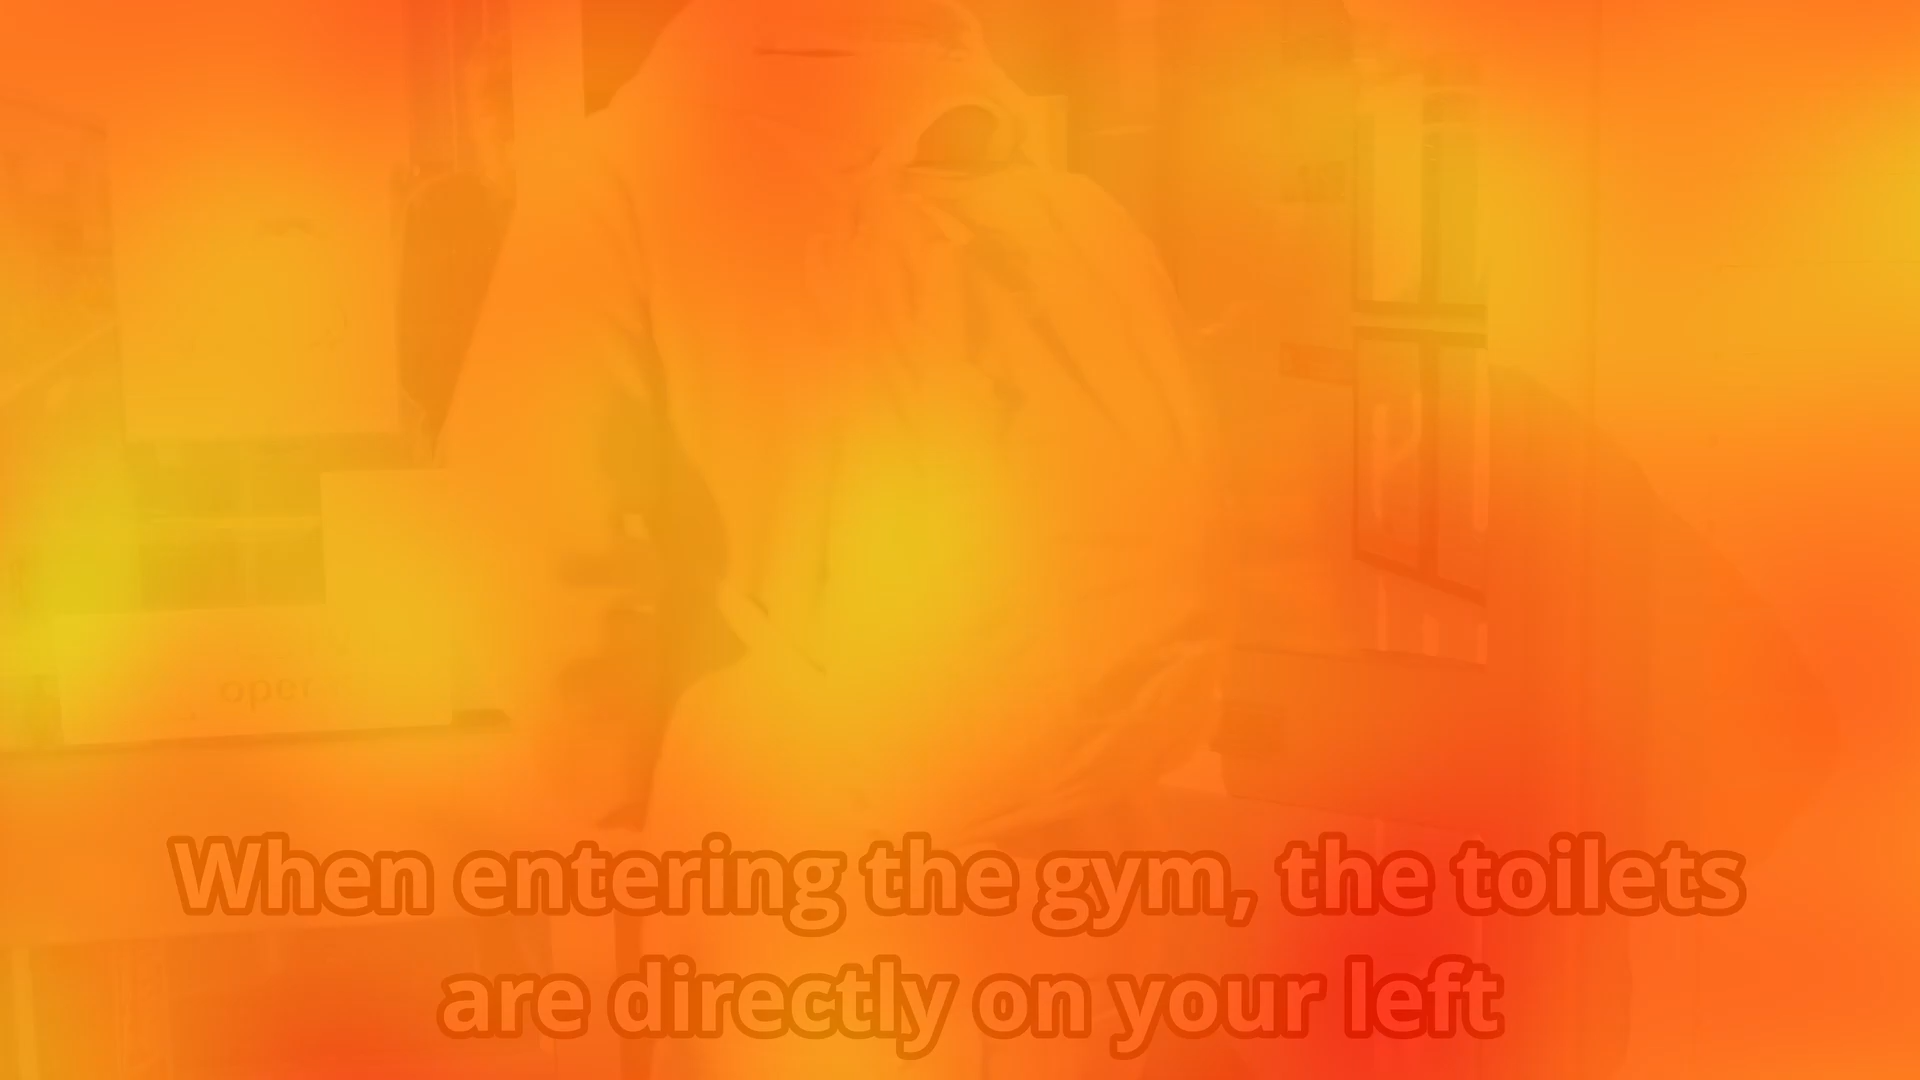 When entering the gym, the toilets
are directly on your left